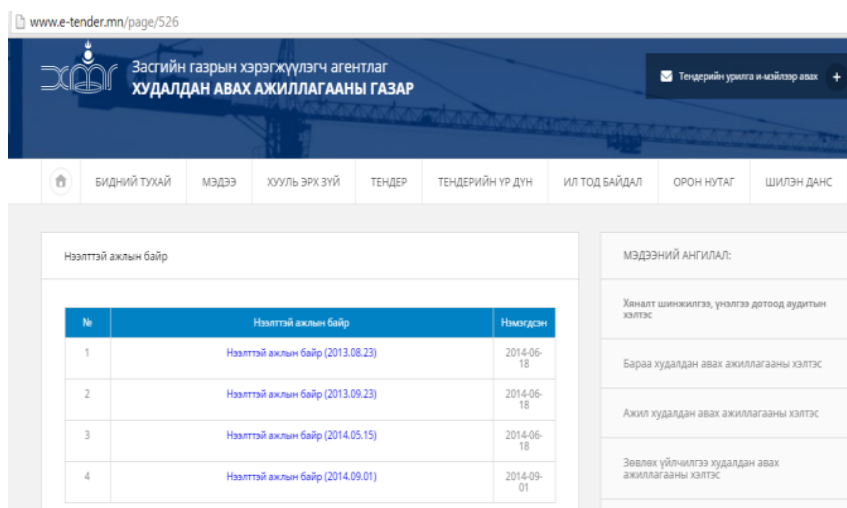 www.e-tender.mn/page/526
Засгийн газрын хэрэгжүүлэгч агентлаг
ХУДАЛДАН АВАХ АЖИЛЛАГААНЫ ГАЗАР
Тендерийн урилга и-мэйлээр авах +
БИДНИЙ ТУХАЙ МЭДЭЭ ХУУЛЬ ЭРХ ЗҮЙ ТЕНДЕР ТЕНДЕРИЙН ҮР ДҮН ИЛ ТОД БАЙДАЛ ОРОН НУТАГ ШИЛЭН ДАНС
Нээлттэй ажлын байр
№ Нээлттэй ажлын байр Нэмэгдсэн
1 Нээлттэй ажлын байр (2013.08.23) 2014-06-
18
2 Нээлттэй ажлын байр (2013.09.23) 2014-06-
18
3 Нээлттэй ажлын байр (2014.05.15) 2014-06-
18
4 Нээлттэй ажлын байр (2014.09.01) 2014-09-
01
МЭДЭЭНИЙ АНГИЛАЛ:
Хяналт шинжилгээ, үнэлгээ дотоод аудитын
хэлтэс
Бараа худалдан авах ажиллагааны хэлтэс
Ажил худалдан авах ажиллагааны хэлтэс
Зөвлөх үйлчилгээ худалдан авах
ажиллагааны хэлтэс